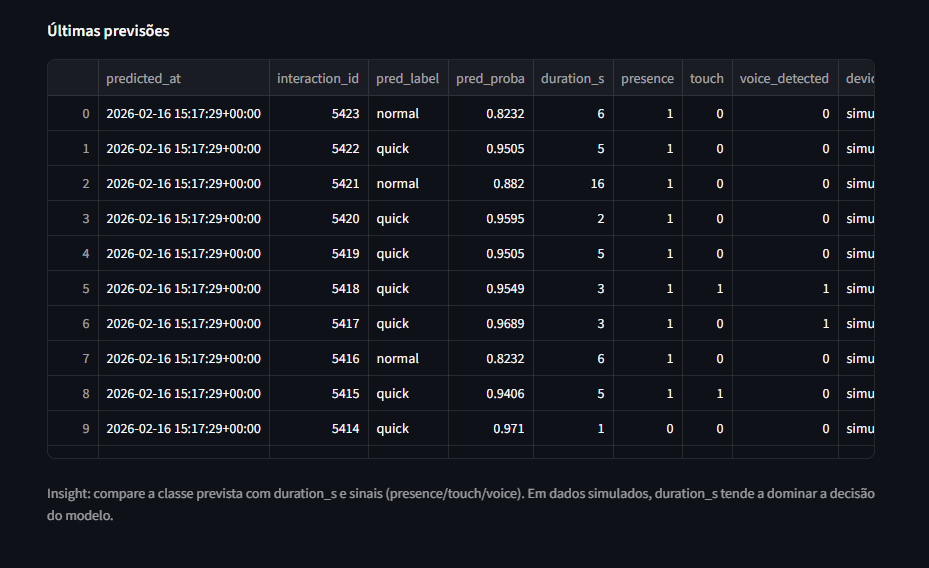 Últimas previsões
predicted_at interaction_id pred_label pred_proba duration_s presence touch voice_detected devic
0 2026-02-16 15:17:29+00:00 5423 normal 0.8232 6 1 0 0 simu
1 2026-02-16 15:17:29+00:00 5422 quick 0.9505 5 1 0 0 simu
2 2026-02-16 15:17:29+00:00 5421 normal 0.882 16 1 0 0 simu
3 2026-02-16 15:17:29+00:00 5420 quick 0.9595 2 1 0 0 simu
4 2026-02-16 15:17:29+00:00 5419 quick 0.9505 5 1 0 0 simu
5 2026-02-16 15:17:29+00:00 5418 quick 0.9549 3 1 1 1 simu
6 2026-02-16 15:17:29+00:00 5417 quick 0.9689 3 1 0 1 simu
7 2026-02-16 15:17:29+00:00 5416 normal 0.8232 6 1 0 0 simu
8 2026-02-16 15:17:29+00:00 5415 quick 0.9406 5 1 1 0 simu
9 2026-02-16 15:17:29+00:00 5414 quick 0.971 1 0 0 0 simu
Insight: compare a classe prevista com duration_s e sinais (presence/touch/voice). Em dados simulados, duration_s tende a dominar a decisão
do modelo.